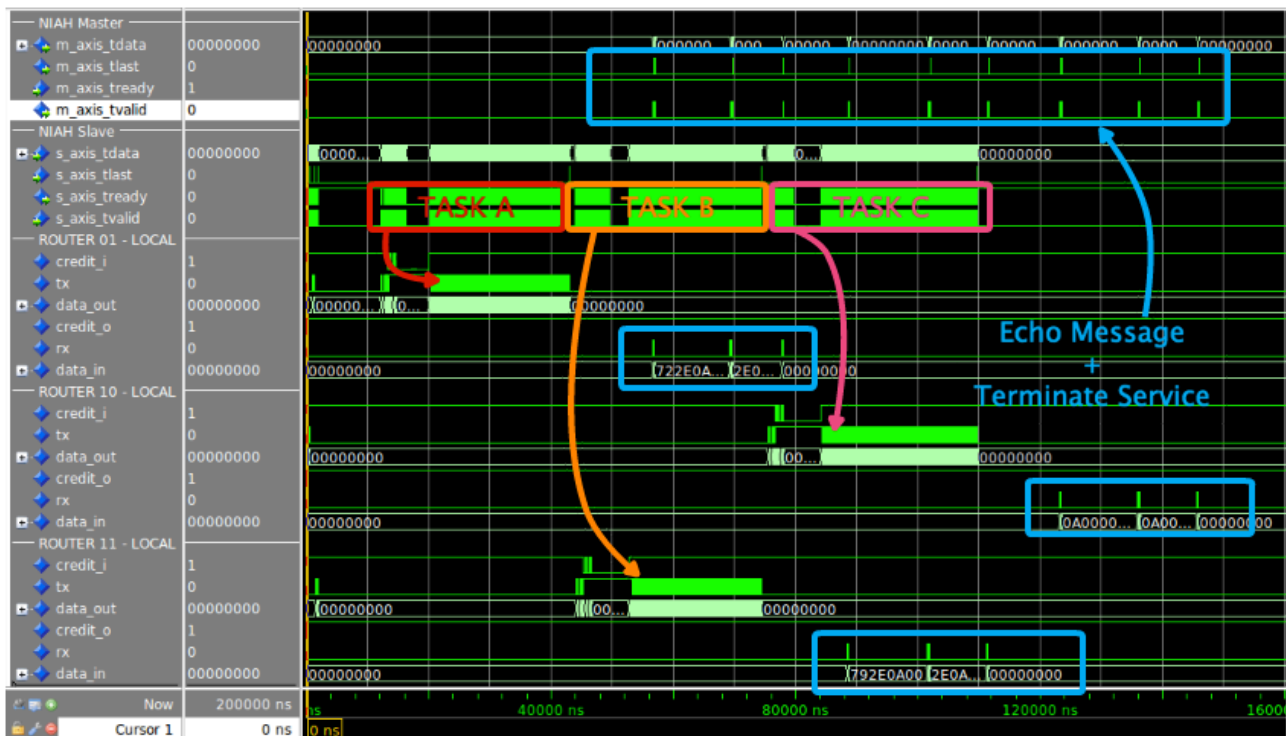 NIAH Master
m_axis_tdata 00000000 00000000 000000 000 00000 00000000 0000 00000 000000 0000 00000000
m_axis_tlast 0
m_axis_tready 1
m_axis_tvalid 0
NIAH Slave
s_axis_tdata 00000000 0000... 0... 00000000
s_axis_tlast 0
s_axis_tready 0
s_axis_tvalid 0
TASK A TASK B TASK C
ROUTER 01 - LOCAL
credit_i 1
tx 0
data_out 00000000 00000... 0... 00000000
credit_o 1
rx 0
data_in 00000000 00000000 722E0A... 2E0... 00000000
Echo Message
+
Terminate Service
ROUTER 10 - LOCAL
credit_i 1
tx 0
data_out 00000000 00000000 00... 00000000
credit_o 1
rx 0
data_in 00000000 00000000 0A0000... 0A00... 00000000
ROUTER 11 - LOCAL
credit_i 1
tx 0
data_out 00000000 00000000 00... 00000000
credit_o 1
rx 0
data_in 00000000 00000000 792E0A00 2E0A... 00000000
Now 200000 ns ns 40000 ns 80000 ns 120000 ns 1600
Cursor 1 0 ns 0 ns